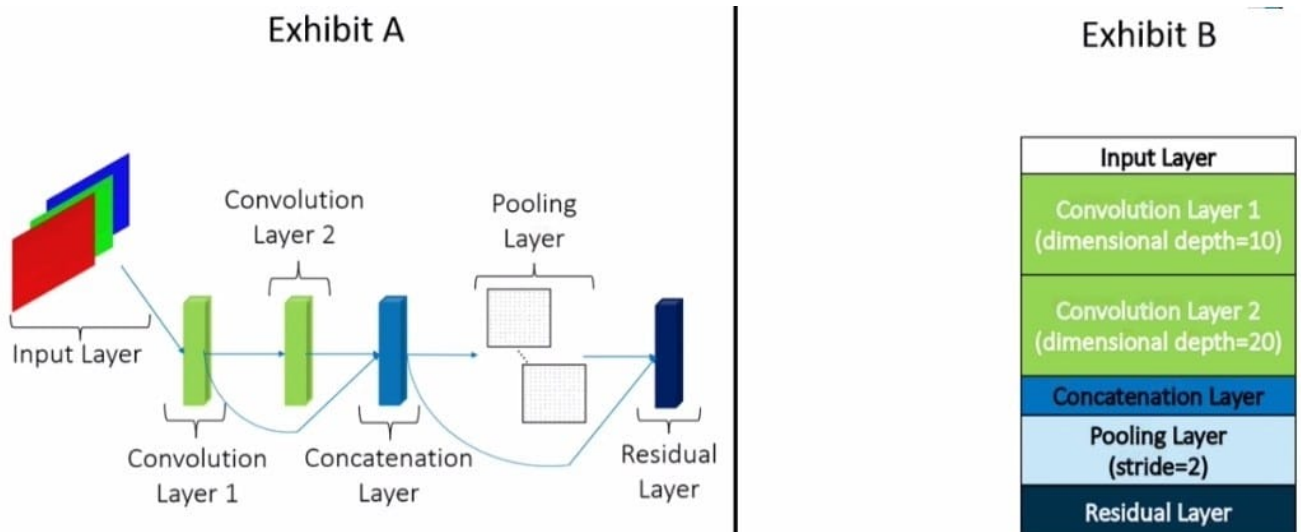 Exhibit A
Convolution
Layer 2
Pooling
Layer
Input Layer
Convolution
Layer 1
Concatenation
Layer
Residual
Layer
Exhibit B
Input Layer
Convolution Layer 1
(dimensional depth=10)
Convolution Layer 2
(dimensional depth=20)
Concatenation Layer
Pooling Layer
(stride=2)
Residual Layer